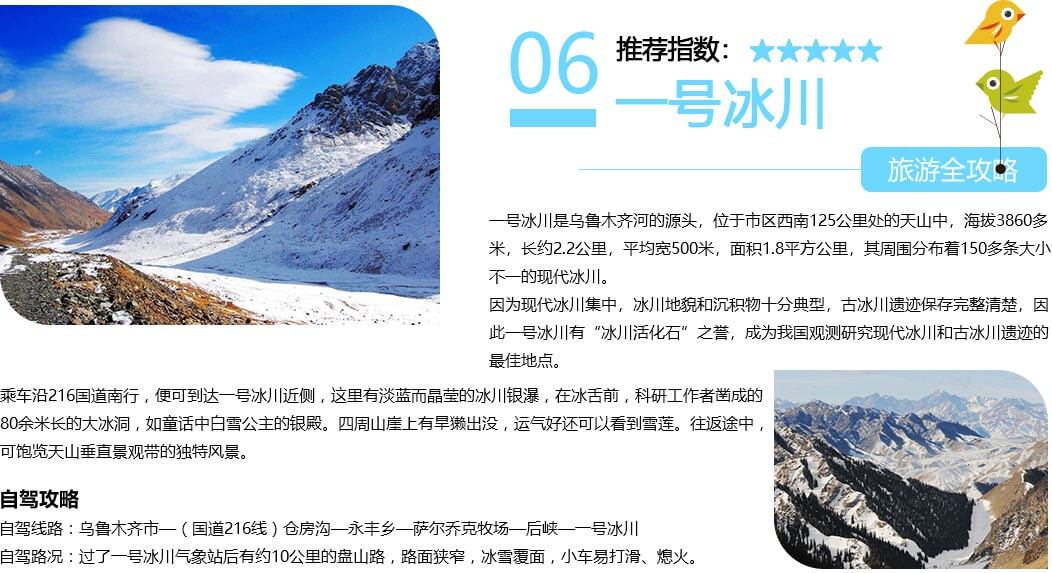 06
推荐指数：★★★★★
一号冰川
旅游全攻略
一号冰川是乌鲁木齐河的源头，位于市区西南125公里处的天山中，海拔3860多
米，长约2.2公里，平均宽500米，面积1.8平方公里，其周围分布着150多条大小
不一的现代冰川。
因为现代冰川集中，冰川地貌和沉积物十分典型，古冰川遗迹保存完整清楚，因
此一号冰川有“冰川活化石”之誉，成为我国观测研究现代冰川和古冰川遗迹的
最佳地点。
乘车沿216国道南行，便可到达一号冰川近侧，这里有淡蓝而晶莹的冰川银瀑，在冰舌前，科研工作者凿成的
80余米长的大冰洞，如童话中白雪公主的银殿。四周山崖上有旱獭出没，运气好还可以看到雪莲。往返途中，
可饱览天山垂直景观带的独特风景。
自驾攻略
自驾线路：乌鲁木齐市—（国道216线）仓房沟—永丰乡—萨尔乔克牧场—后峡—一号冰川
自驾路况：过了一号冰川气象站后有约10公里的盘山路，路面狭窄，冰雪覆面，小车易打滑、熄火。